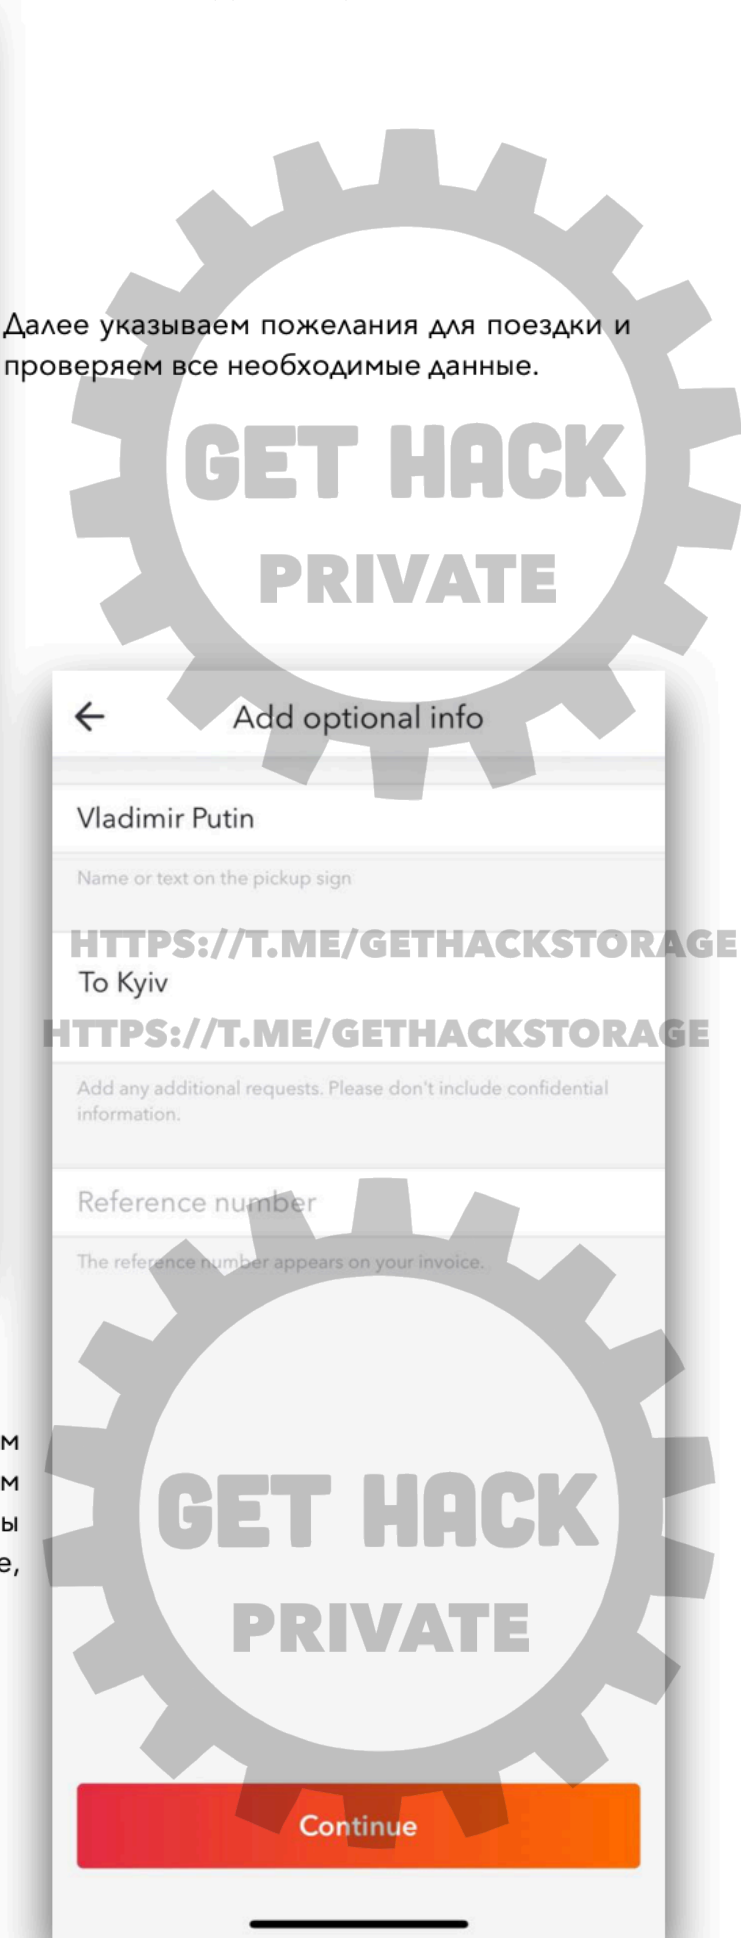 Далее указываем пожелания для поездки и
проверяем все необходимые данные.
GET HACK
PRIVATE
Add optional info
Vladimir Putin
Name or text on the pickup sign
HTTPS://T.ME/GETHACKSTORAGE
To Kyiv
HTTPS://T.ME/GETHACKSTORAGE
Add any additional requests. Please don't include confidential
information.
Reference number
The reference number appears on your invoice.
GET HACK
PRIVATE
Continue